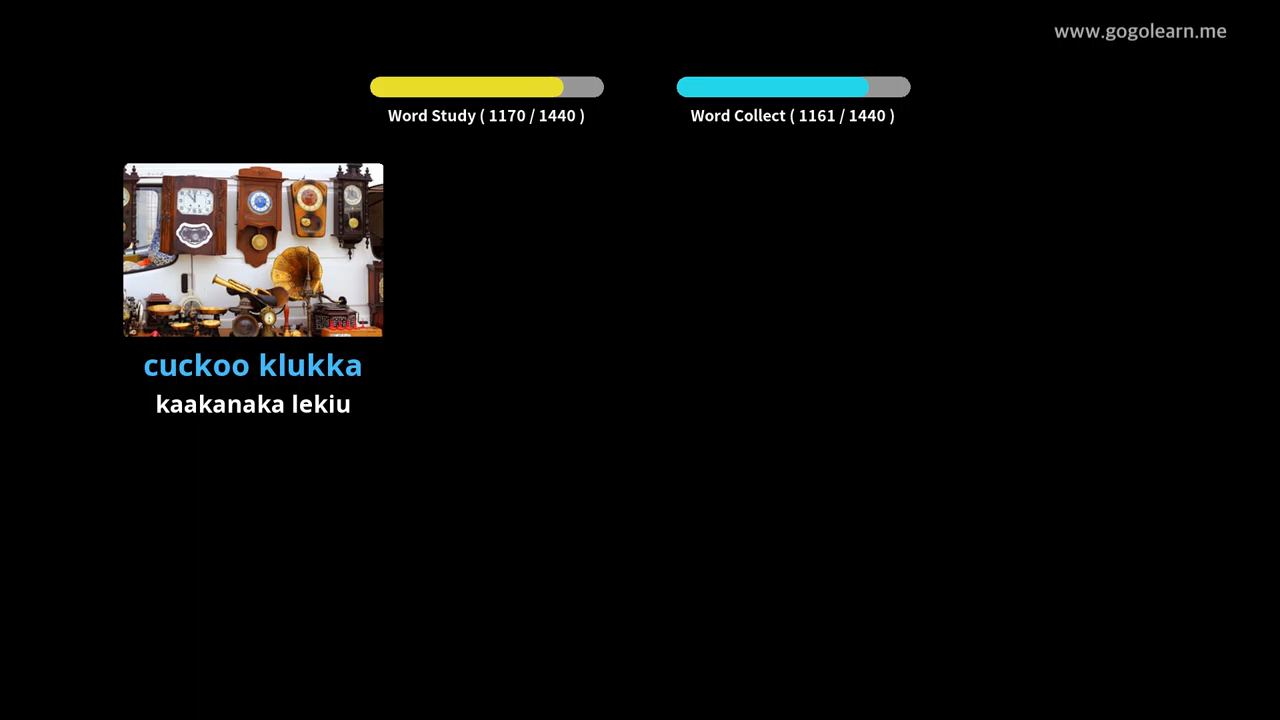 www.gogolearn.me
Word Study ( 1170 / 1440 )
Word Collect ( 1161 / 1440 )
cuckoo klukka
kaakanaka lekiu